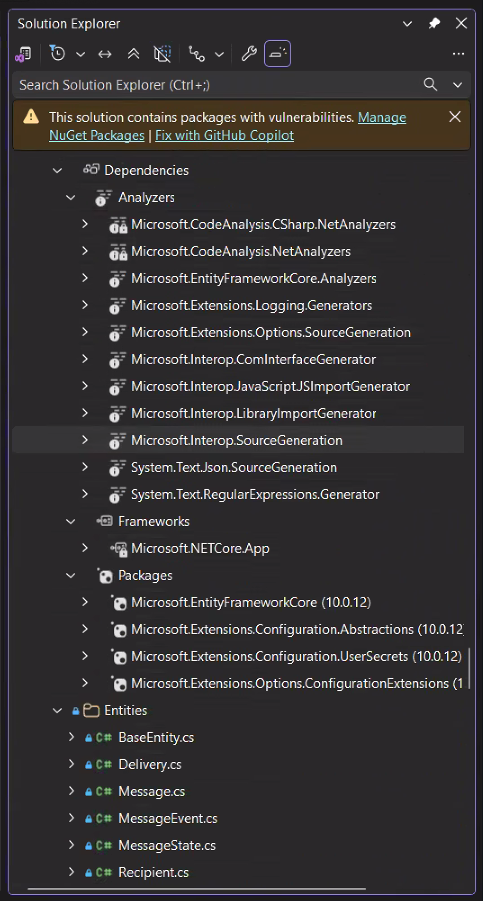 Solution Explorer
Search Solution Explorer (Ctrl+;)
This solution contains packages with vulnerabilities. Manage
NuGet Packages | Fix with GitHub Copilot
Dependencies
Analyzers
Microsoft.CodeAnalysis.CSharp.NetAnalyzers
Microsoft.CodeAnalysis.NetAnalyzers
Microsoft.EntityFrameworkCore.Analyzers
Microsoft.Extensions.Logging.Generators
Microsoft.Extensions.Options.SourceGeneration
Microsoft.Interop.ComInterfaceGenerator
Microsoft.Interop.JavaScript.JSImportGenerator
Microsoft.Interop.LibraryImportGenerator
Microsoft.Interop.SourceGeneration
System.Text.Json.SourceGeneration
System.Text.RegularExpressions.Generator
Frameworks
Microsoft.NETCore.App
Packages
Microsoft.EntityFrameworkCore (10.0.12)
Microsoft.Extensions.Configuration.Abstractions (10.0.12)
Microsoft.Extensions.Configuration.UserSecrets (10.0.12)
Microsoft.Extensions.Options.ConfigurationExtensions (1
Entities
C# BaseEntity.cs
C# Delivery.cs
C# Message.cs
C# MessageEvent.cs
C# MessageState.cs
C# Recipient.cs